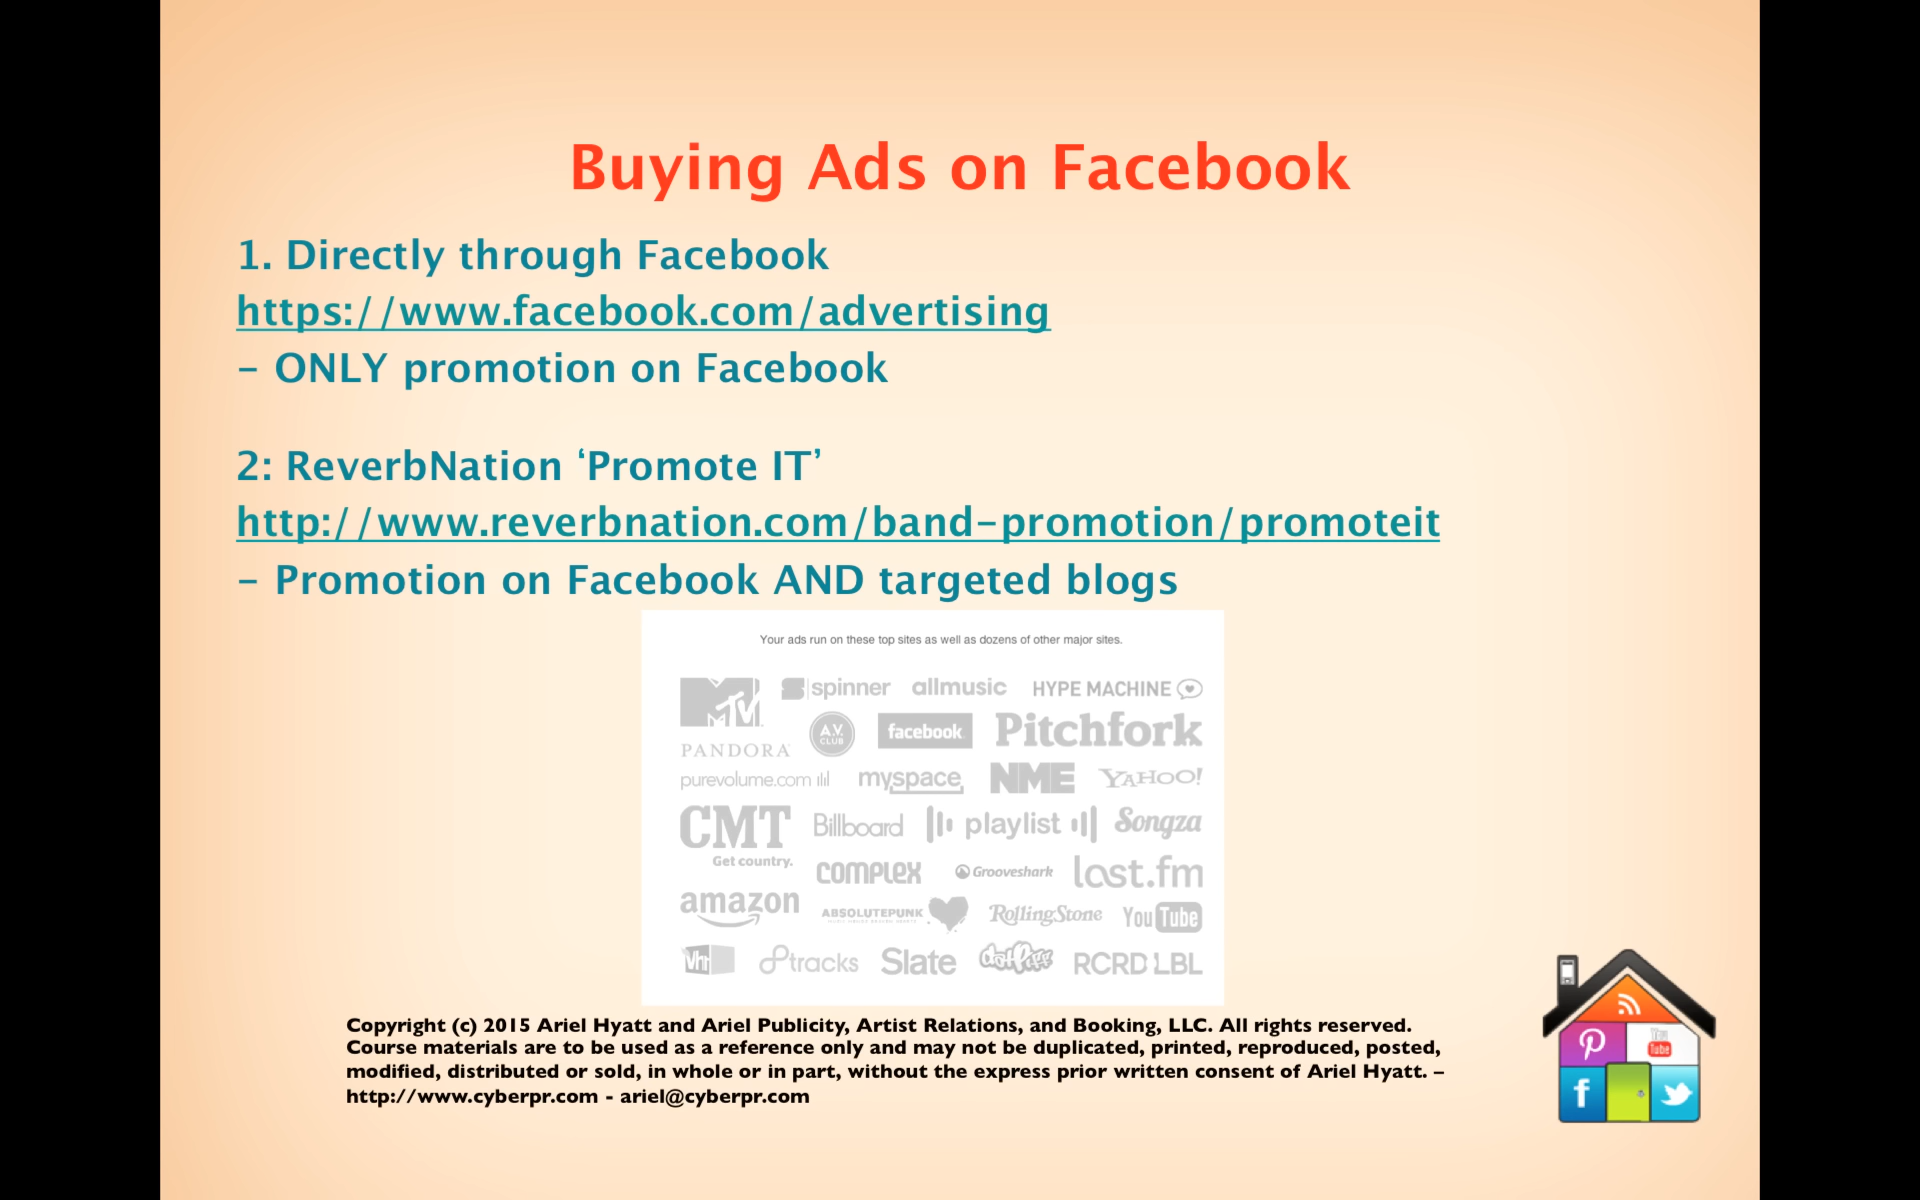 Buying Ads on Facebook
1. Directly through Facebook
https://www.facebook.com/advertising
- ONLY promotion on Facebook
2: ReverbNation ‘Promote IT’
http://www.reverbnation.com/band-promotion/promoteit
- Promotion on Facebook AND targeted blogs
Your ads run on these top sites as well as dozens of other major sites.
MTV spinner allmusic HYPE MACHINE
PANDORA A.V. CLUB facebook Pitchfork
purevolume.com myspace NME YAHOO!
CMT Billboard playlist Songza
Get country. COMPLEX Grooveshark last.fm
amazon ABSOLUTEPUNK RollingStone YouTube
Vh1 8tracks Slate DatPiff RCRD LBL
Copyright (c) 2015 Ariel Hyatt and Ariel Publicity, Artist Relations, and Booking, LLC. All rights reserved.
Course materials are to be used as a reference only and may not be duplicated, printed, reproduced, posted,
modified, distributed or sold, in whole or in part, without the express prior written consent of Ariel Hyatt. –
http://www.cyberpr.com - ariel@cyberpr.com
You Tube
f